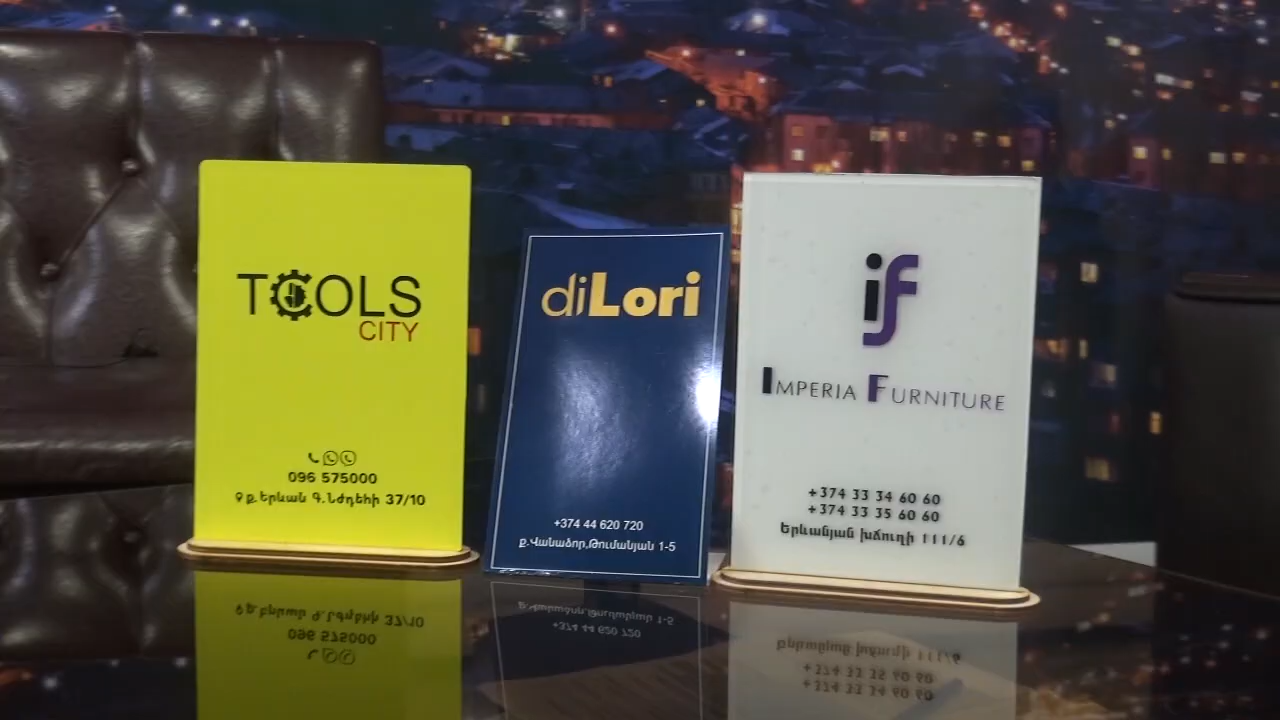 TOOLS
CITY
096 575000
ք. Երևան Գ. Նժդեհի 37/10
diLori
+374 44 620 720
ք. Վանաձոր, Թումանյան 1-5
if
IMPERIA FURNITURE
+374 33 34 60 60
+374 33 35 60 60
Երևանյան խճուղի 111/6